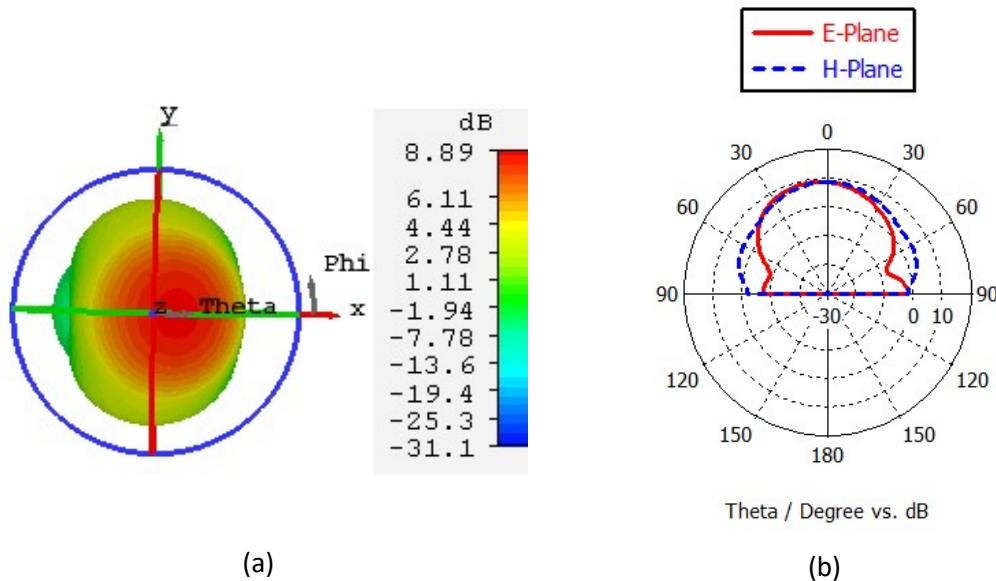 E-Plane
H-Plane
y
dB
8.89
6.11
4.44
2.78
1.11
-1.94
-7.78
-13.6
-19.4
-25.3
-31.1
Phi
z Theta x
0
30 30
60 60
90 90
-30 0 10
120 120
150 150
180
Theta / Degree vs. dB
(a)
(b)